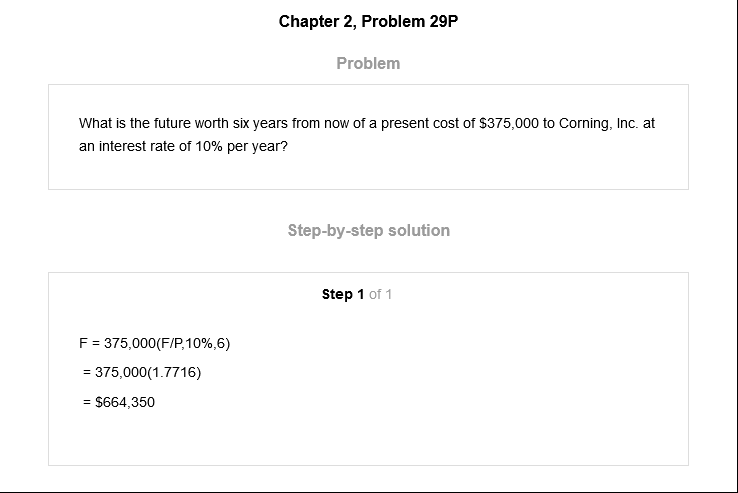 Chapter 2, Problem 29P
Problem
What is the future worth six years from now of a present cost of $375,000 to Corning, Inc. at
an interest rate of 10% per year?
Step-by-step solution
Step 1 of 1
F = 375,000(F/P,10%,6)
= 375,000(1.7716)
= $664,350